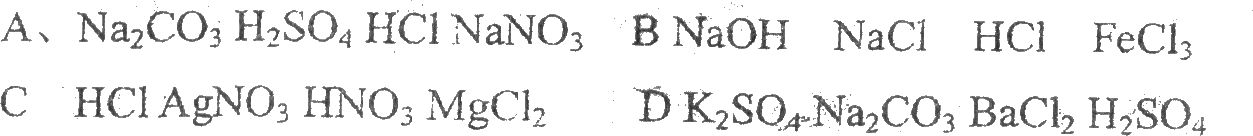 A、Na₂CO₃ H₂SO₄ HCl NaNO₃ B NaOH NaCl HCl FeCl₃
C HCl AgNO₃ HNO₃ MgCl₂ D K₂SO₄ Na₂CO₃ BaCl₂ H₂SO₄